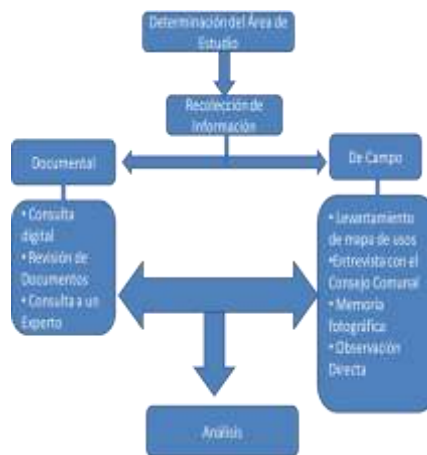 Determinación del Área de
Estudio
Recolección de
Información
Documental
De Campo
• Consulta
digital
• Revisión de
Documentos
• Consulta a un
Experto
• Levantamiento
de mapa de usos
•Entrevista con el
Consejo Comunal
• Memoria
fotográfica
• Observación
Directa
Análisis